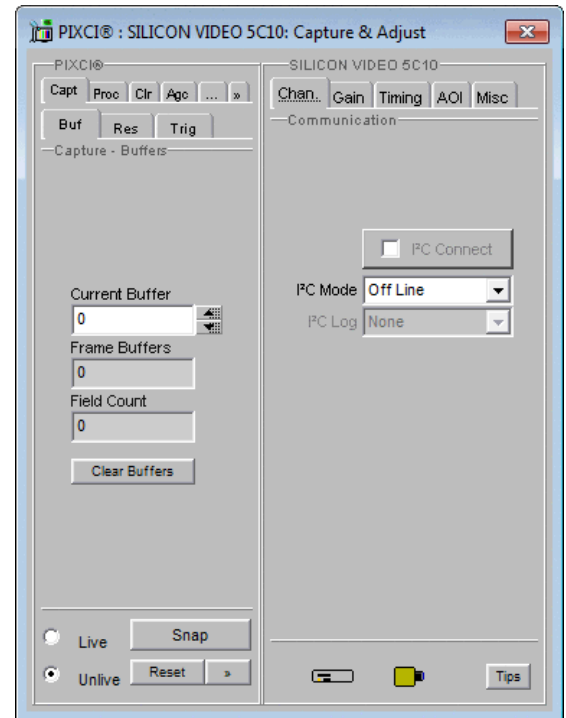 PIXCI® : SILICON VIDEO 5C10: Capture & Adjust
PIXCI®
Capt Proc Clr Agc ... »
Buf Res Trig
Capture - Buffers
Current Buffer
0
Frame Buffers
0
Field Count
0
Clear Buffers
Live Snap
Unlive Reset »
SILICON VIDEO 5C10
Chan.. Gain Timing AOI Misc
Communication
I²C Connect
I²C Mode Off Line
I²C Log None
Tips